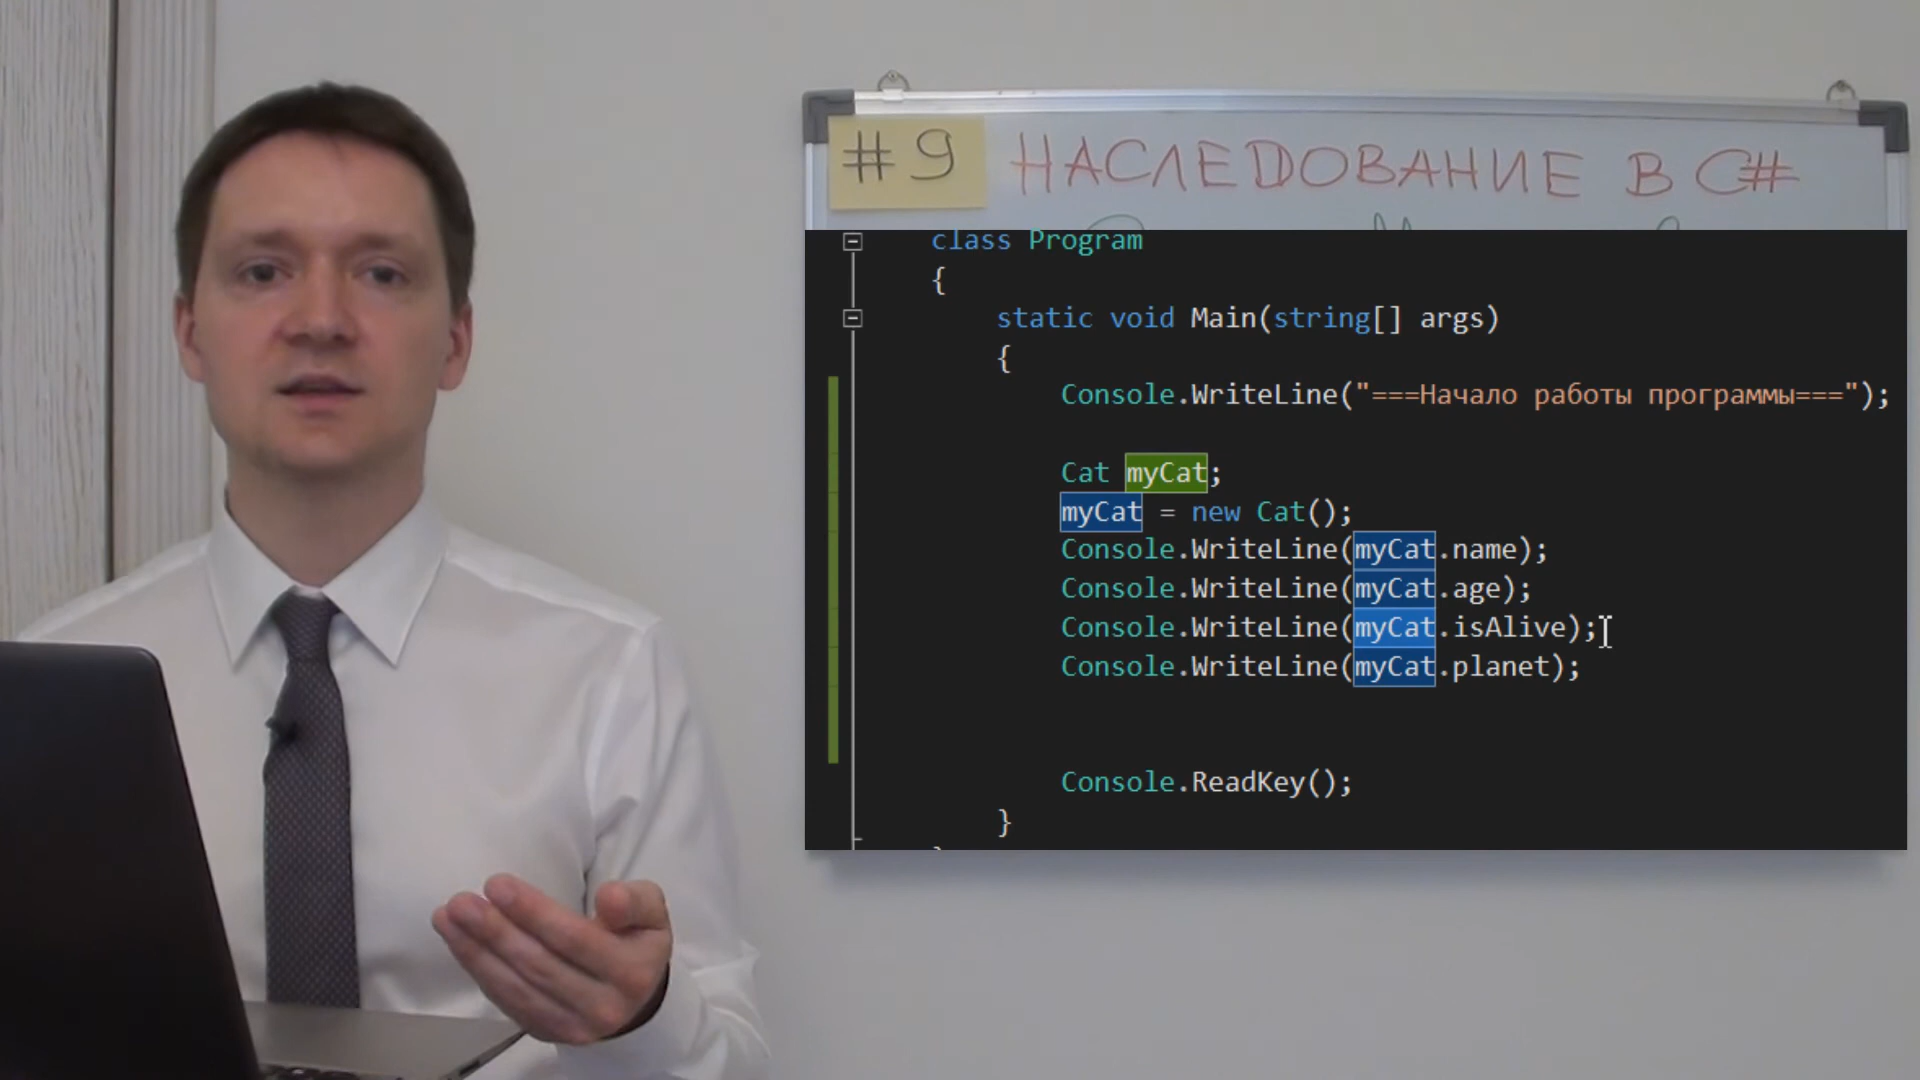 #9 НАСЛЕДОВАНИЕ В C#
class Program
{
static void Main(string[] args)
{
Console.WriteLine("===Начало работы программы===");
Cat myCat;
myCat = new Cat();
Console.WriteLine(myCat.name);
Console.WriteLine(myCat.age);
Console.WriteLine(myCat.isAlive);
Console.WriteLine(myCat.planet);
Console.ReadKey();
}